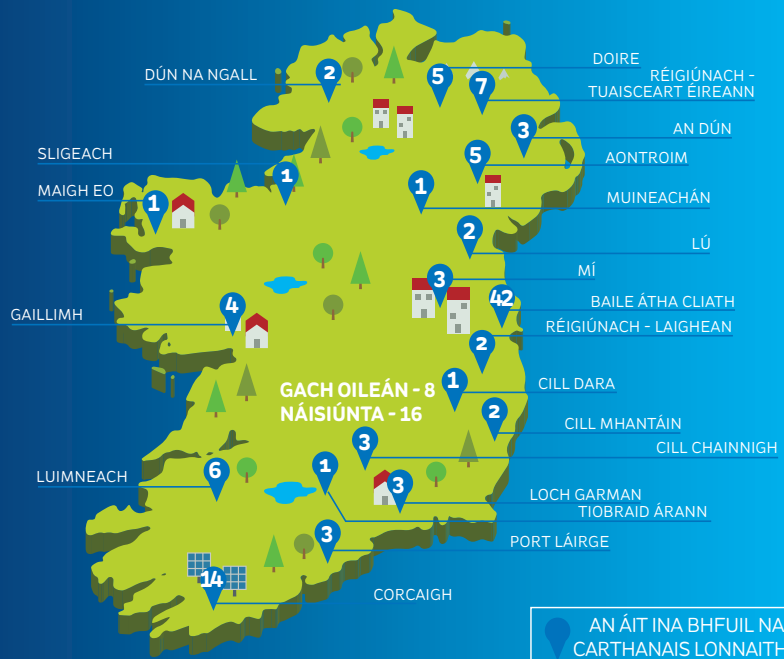 DÚN NA NGALL
2
5
DOIRE
7
RÉIGIÚNACH -
TUAISCEART ÉIREANN
3
AN DÚN
5
AONTROIM
SLIGEACH
1
MAIGH EO
1
1
MUINEACHÁN
2
LÚ
3
MÍ
42
BAILE ÁTHA CLIATH
GAILLIMH
4
2
RÉIGIÚNACH - LAIGHEAN
GACH OILEÁN - 8
NÁISIÚNTA - 16
1
CILL DARA
2
CILL MHANTÁIN
3
CILL CHAINNIGH
LUIMNEACH
6
1
3
LOCH GARMAN
TIOBRAID ÁRANN
3
PORT LÁIRGE
14
CORCAIGH
AN ÁIT INA BHFUIL NA
CARTHANAIS LONNAITH